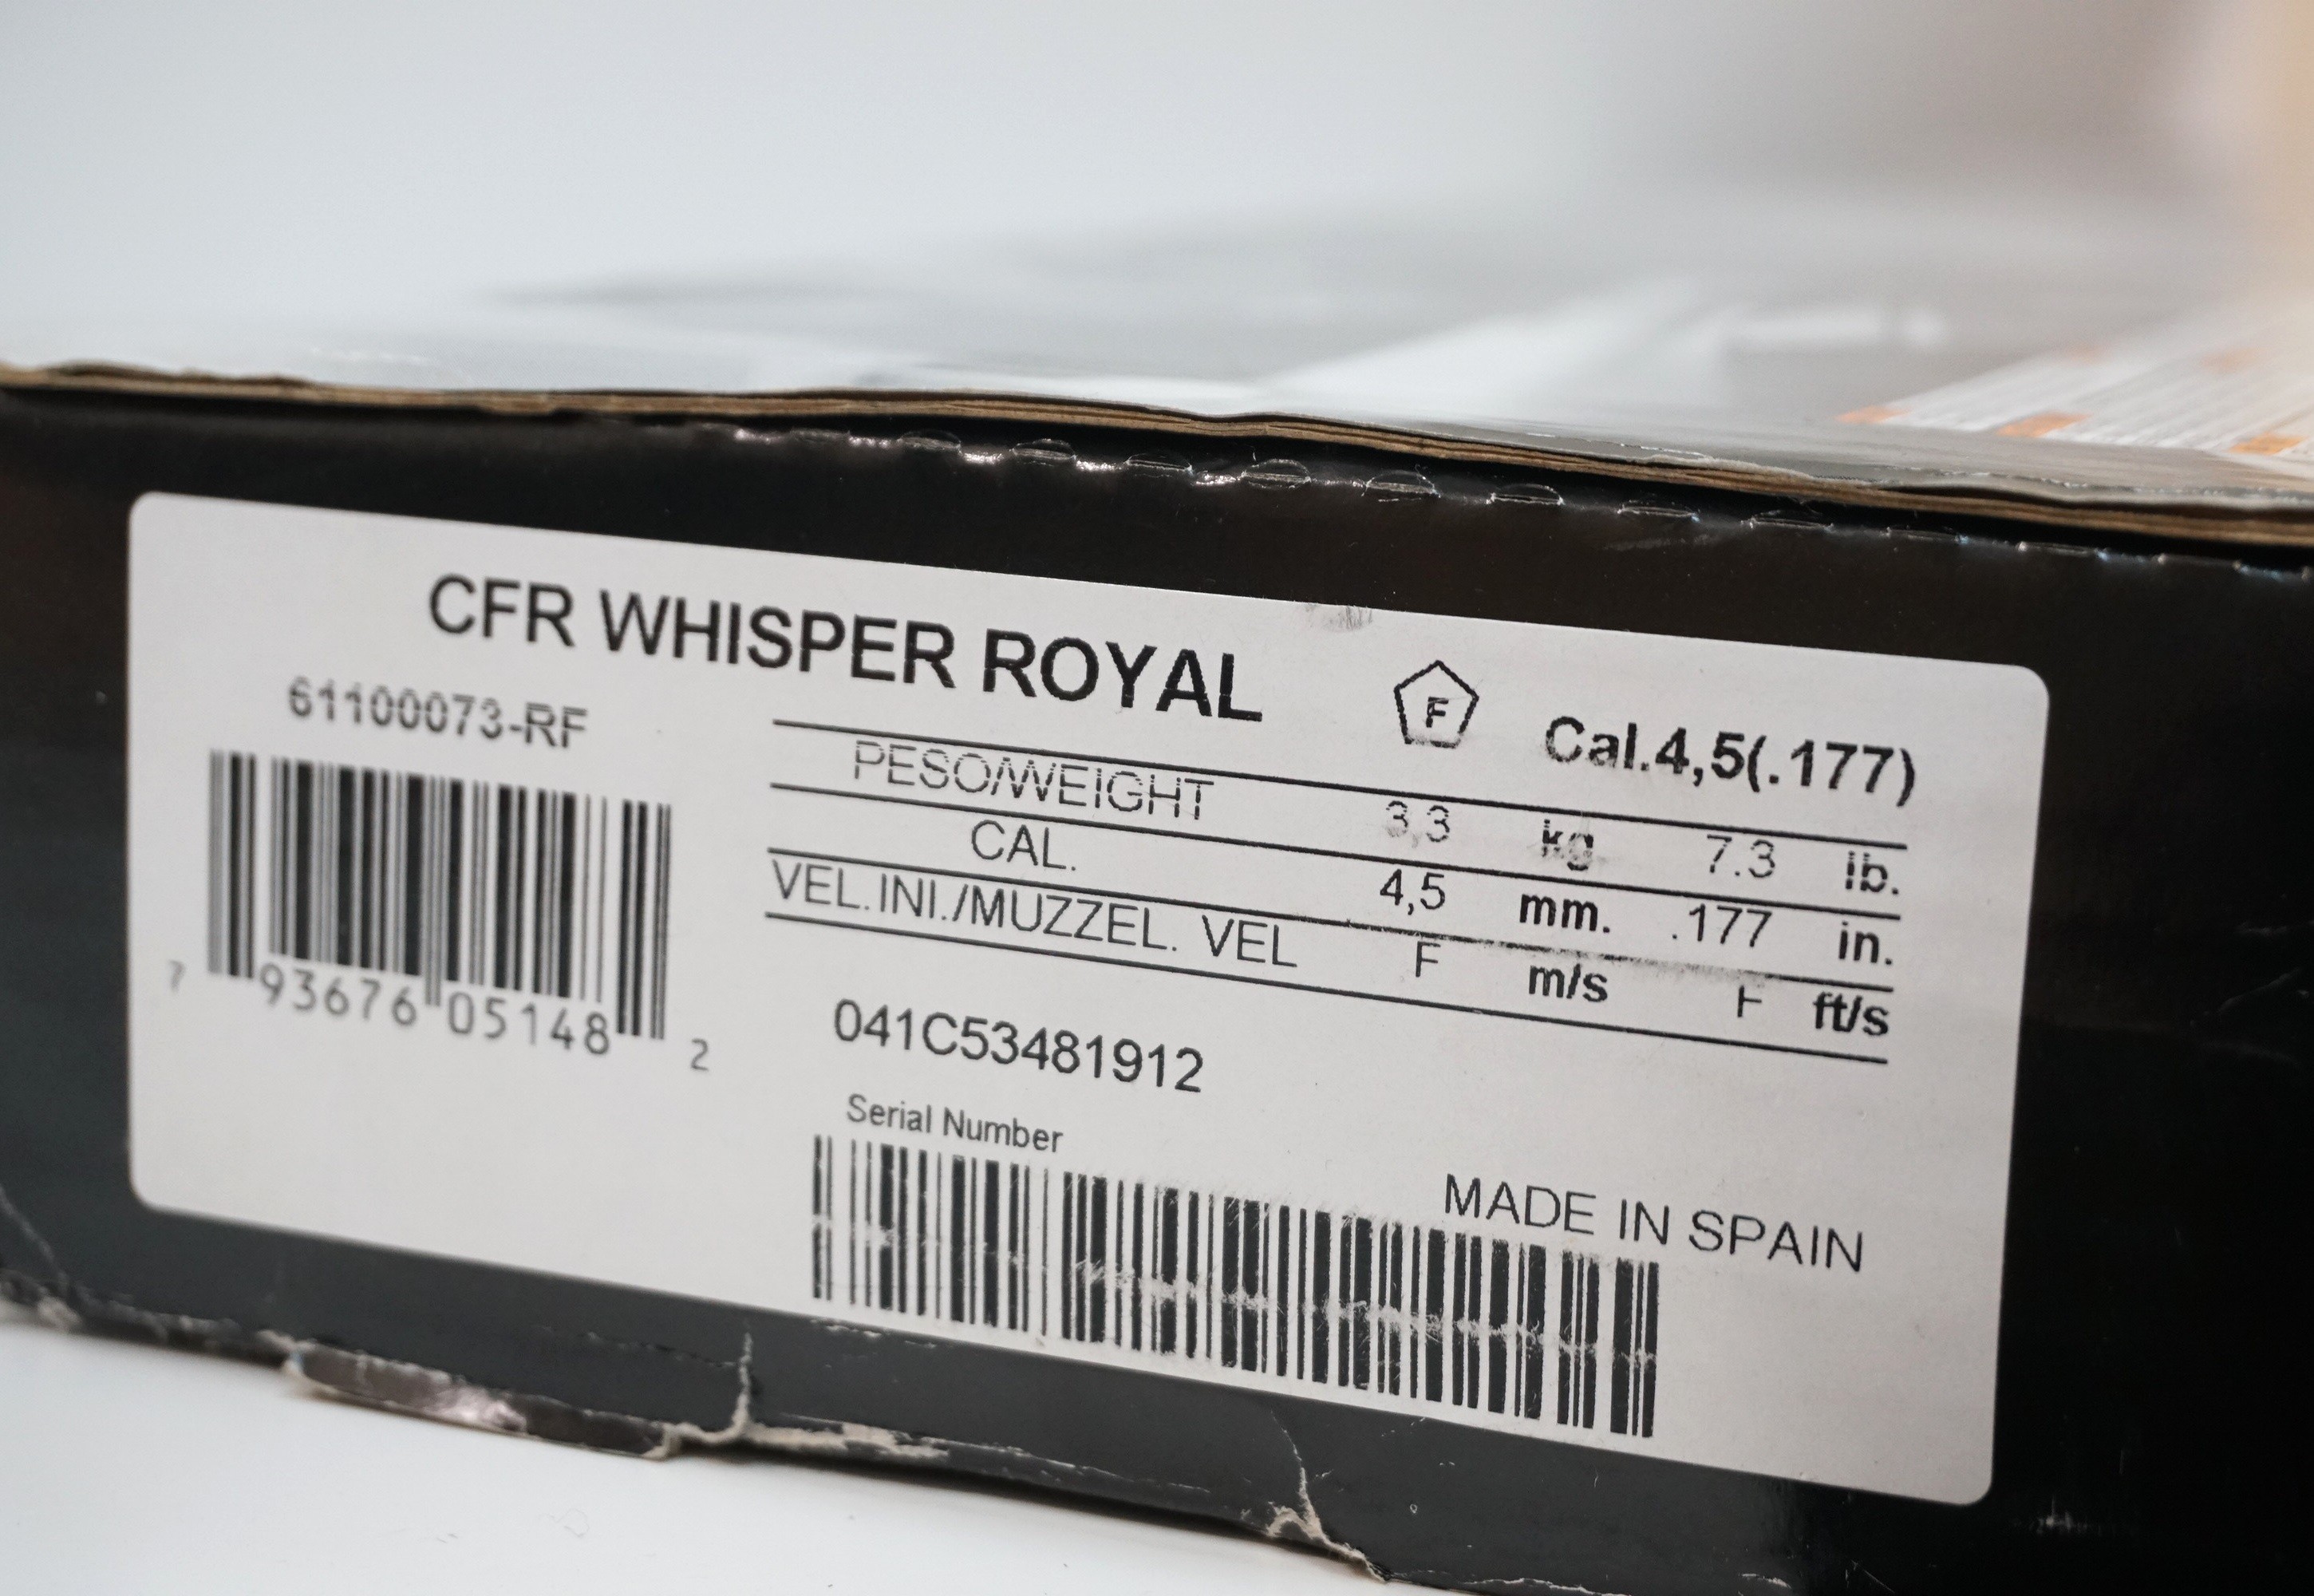 CFR WHISPER ROYAL
F
Cal.4,5(.177)
61100073-RF
PESO/WEIGHT 3,3 kg 7.3 lb.
CAL. 4,5 mm. .177 in.
VEL.INI./MUZZEL. VEL F m/s F ft/s
7 93676 05148 2
041C53481912
Serial Number
MADE IN SPAIN